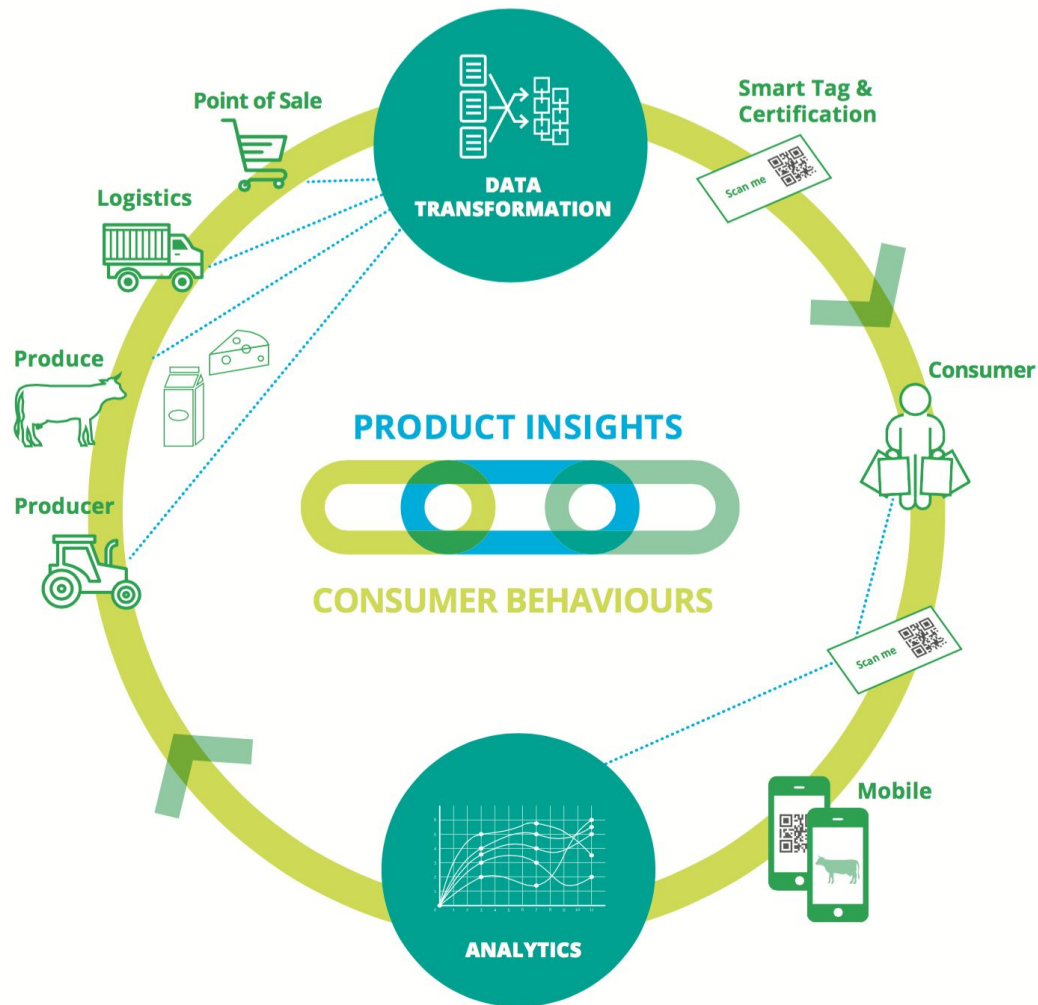 Point of Sale
DATA
TRANSFORMATION
Smart Tag &
Certification
Scan me
Logistics
Produce
Consumer
PRODUCT INSIGHTS
Producer
CONSUMER BEHAVIOURS
Scan me
Mobile
ANALYTICS